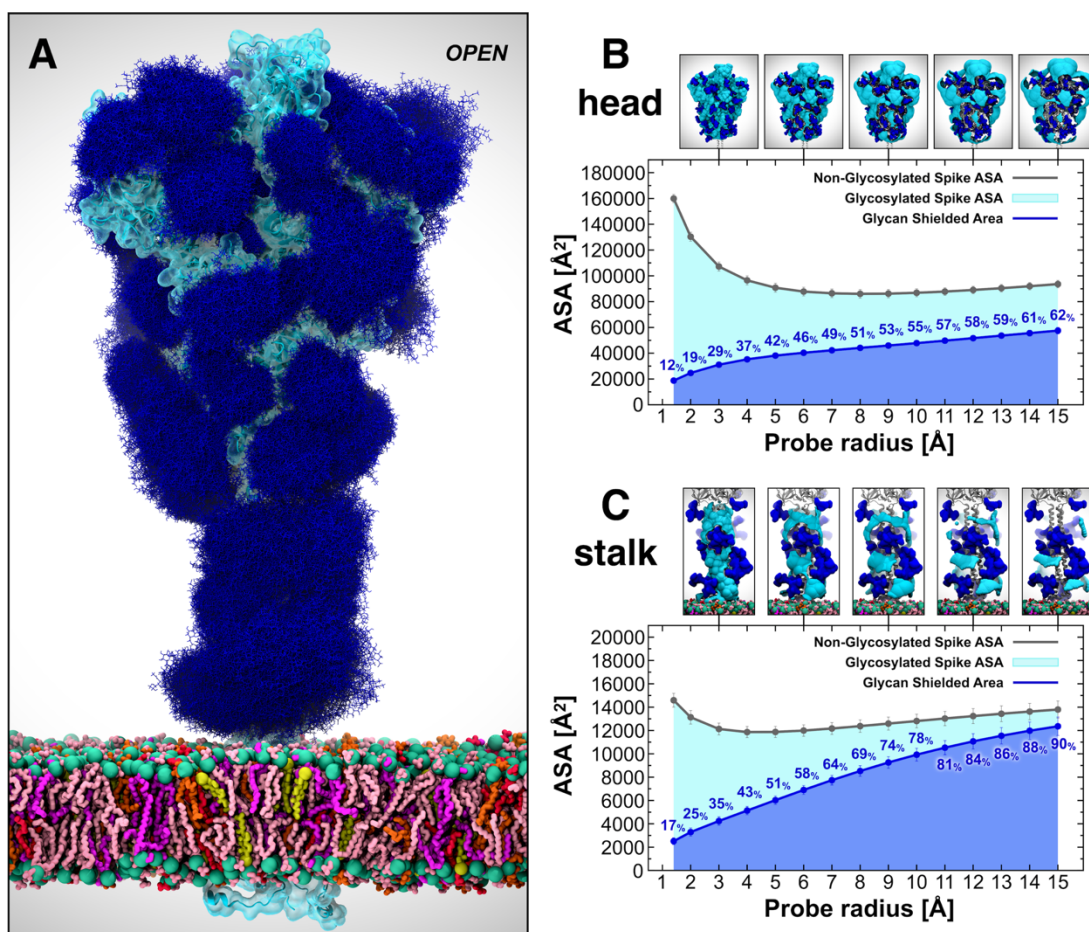 A
OPEN
B
head
Non-Glycosylated Spike ASA
Glycosylated Spike ASA
Glycan Shielded Area
ASA [Å²]
180000
160000
140000
120000
100000
80000
60000
40000
20000
0
12% 19% 29% 37% 42% 46% 49% 51% 53% 55% 57% 58% 59% 61% 62%
1 2 3 4 5 6 7 8 9 10 11 12 13 14 15
Probe radius [Å]
C
stalk
Non-Glycosylated Spike ASA
Glycosylated Spike ASA
Glycan Shielded Area
ASA [Å²]
20000
18000
16000
14000
12000
10000
8000
6000
4000
2000
0
17% 25% 35% 43% 51% 58% 64% 69% 74% 78% 81% 84% 86% 88% 90%
1 2 3 4 5 6 7 8 9 10 11 12 13 14 15
Probe radius [Å]